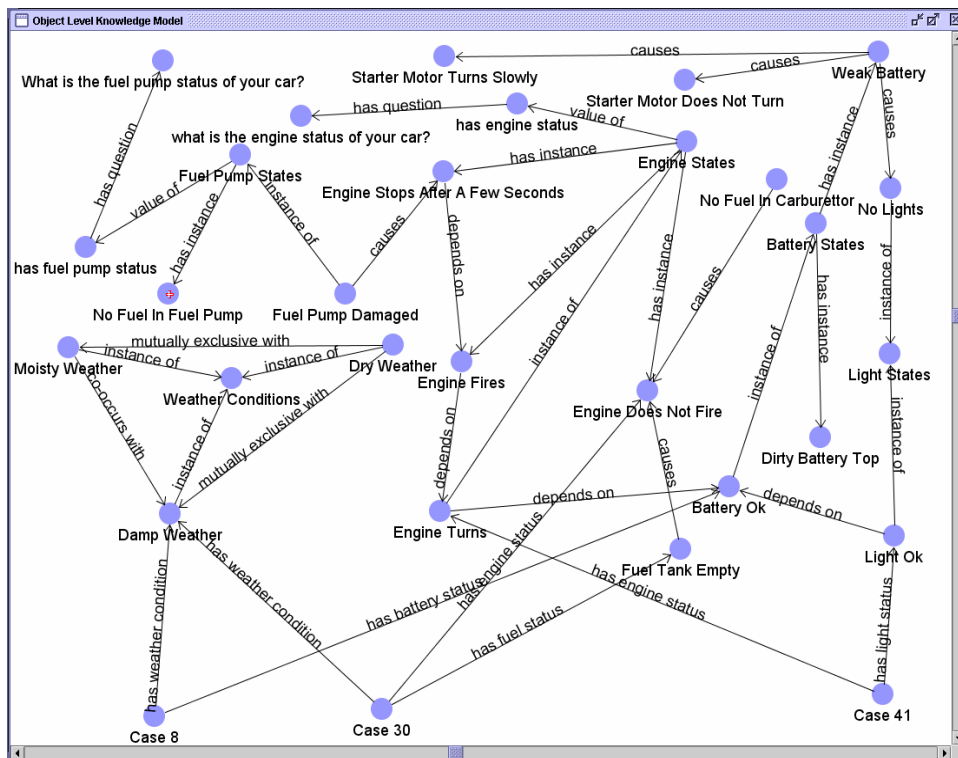 Object Level Knowledge Model
causes
What is the fuel pump status of your car?
Starter Motor Turns Slowly
causes
Weak Battery
Starter Motor Does Not Turn
has question
value of
causes
what is the engine status of your car?
has engine status
has question
has instance
Engine States
has instance
Fuel Pump States
Engine Stops After A Few Seconds
No Fuel In Carburettor
No Lights
value of
instance of
causes
has instance
Battery States
has fuel pump status
depends on
has instance
has instance
causes
instance of
No Fuel In Fuel Pump
Fuel Pump Damaged
instance of
has instance
mutually exclusive with
Moisty Weather
instance of
instance of
Dry Weather
Engine Fires
instance of
Light States
Weather Conditions
Engine Does Not Fire
co-occurs with
instance of
mutually exclusive with
depends on
causes
Dirty Battery Top
instance of
depends on
Battery Ok
depends on
Damp Weather
Engine Turns
Light Ok
has weather condition
has weather condition
has engine status
Fuel Tank Empty
has battery status
has engine status
has fuel status
has light status
Case 8
Case 30
Case 41